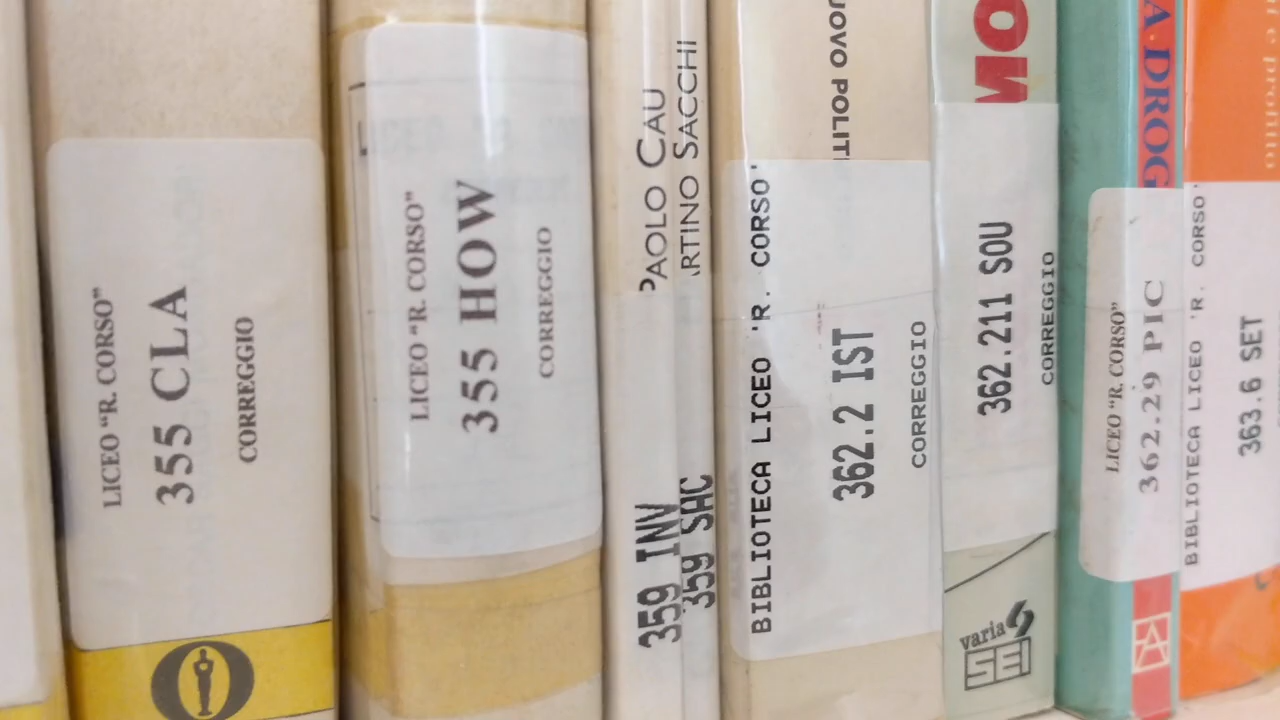 LICEO "R. CORSO"
355 CLA
CORREGGIO
LICEO "R. CORSO"
355 HOW
CORREGGIO
PAOLO CAU
359 INV
RTINO SACCHI
359 SAC
UOVO POLIT
BIBLIOTECA LICEO 'R. CORSO'
362.2 IST
CORREGGIO
MO
362.211 SOU
CORREGGIO
varia
SEI
A DROG
LICEO "R. CORSO"
362.29 PIC
BIBLIOTECA LICEO 'R. CORSO'
363.6 SET
e pronto